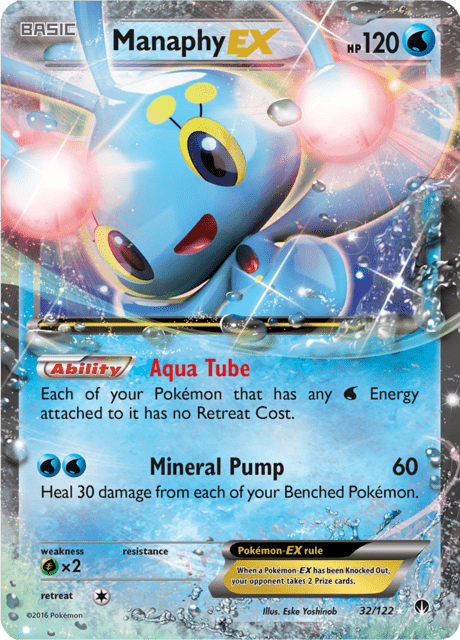 BASIC Manaphy EX HP120
Ability Aqua Tube
Each of your Pokémon that has any Energy
attached to it has no Retreat Cost.
Mineral Pump 60
Heal 30 damage from each of your Benched Pokémon.
weakness resistance
×2
Pokémon-EX rule
When a Pokémon-EX has been Knocked Out,
your opponent takes 2 Prize cards.
retreat
©2016 Pokémon Illus. Eske Yoshinob 32/122